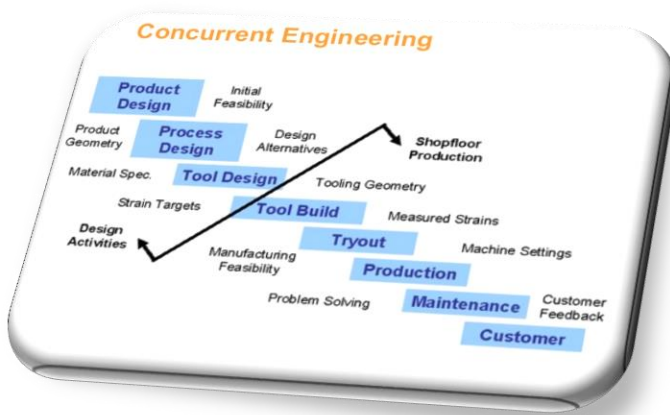 Concurrent Engineering
Product
Design
Initial
Feasibility
Product
Geometry
Process
Design
Design
Alternatives
Shopfloor
Production
Material Spec.
Tool Design
Tooling Geometry
Strain Targets
Tool Build
Measured Strains
Design
Activities
Tryout
Machine Settings
Manufacturing
Feasibility
Production
Problem Solving
Maintenance
Customer
Feedback
Customer